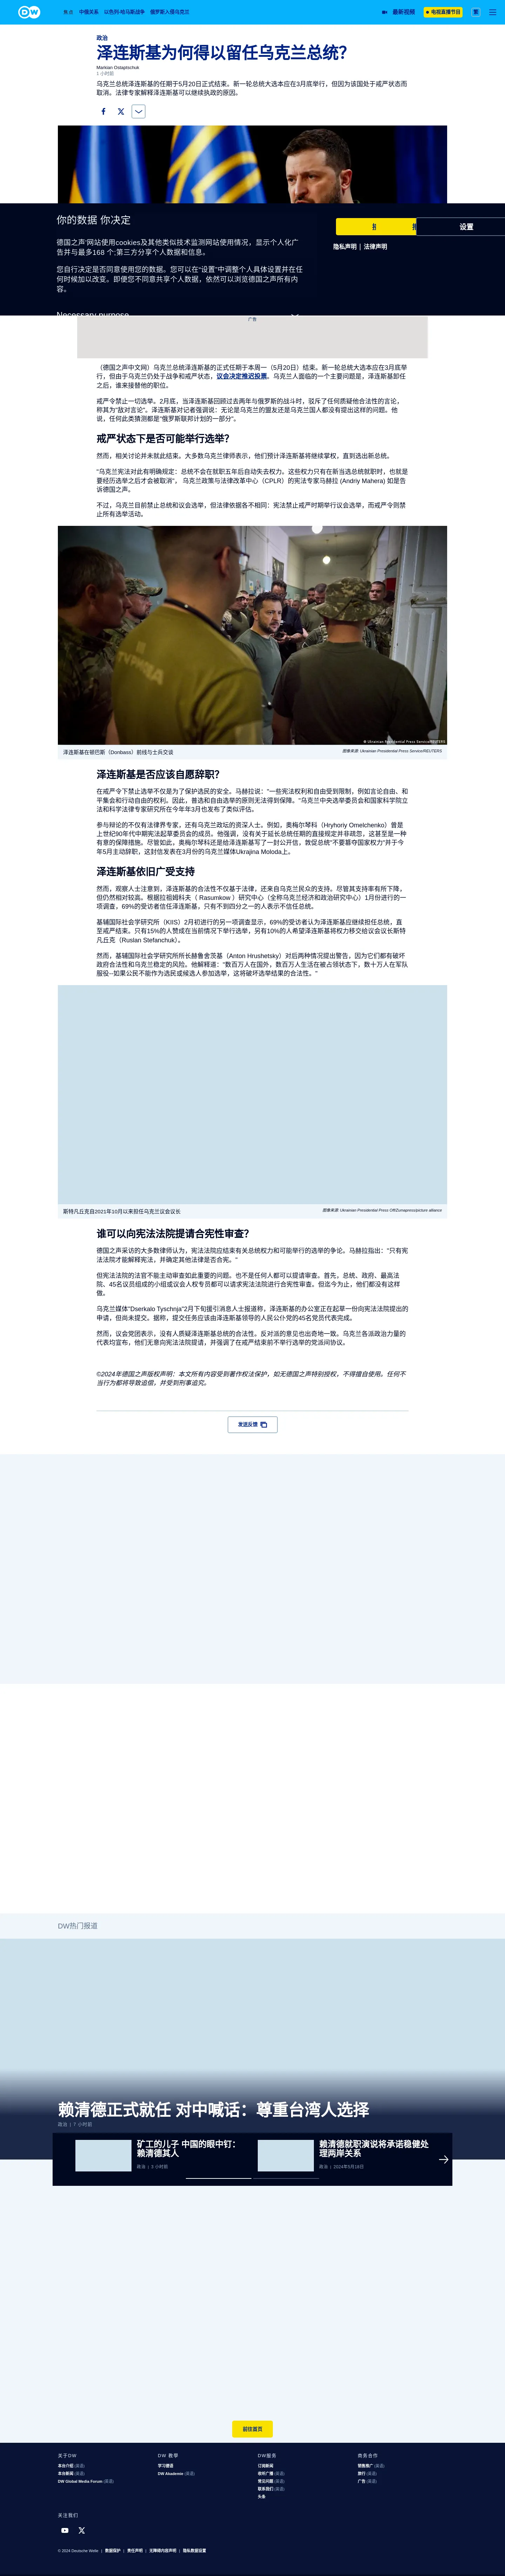 DW
焦点
中俄关系
以色列-哈马斯战争
俄罗斯入侵乌克兰
最新视频
电视直播节目
政治
泽连斯基为何得以留任乌克兰总统？
Markian Ostaptschuk
1 小时前
乌克兰总统泽连斯基的任期于5月20日正式结束。新一轮总统大选本应在3月底举行，但因为该国处于戒严状态而
取消。法律专家解释泽连斯基可以继续执政的原因。
你的数据 你决定
德国之声网站使用cookies及其他类似技术监测网站使用情况，显示个人化广
告并与最多168 个;第三方分享个人数据和信息。
您自行决定是否同意使用您的数据。您可以在“设置”中调整个人具体设置并在任
何时候加以改变。即便您不同意共享个人数据，依然可以浏览德国之声所有内
容。
Necessary purpose
设置
隐私声明 | 法律声明
广告
（德国之声中文网）乌克兰总统泽连斯基的正式任期于本周一（5月20日）结束。新一轮总统大选本应在3月底举
行，但由于乌克兰仍处于战争和戒严状态，议会决定推迟投票。乌克兰人面临的一个主要问题是，泽连斯基卸任
之后，谁来接替他的职位。
戒严令禁止一切选举。2月底，当泽连斯基回顾过去两年与俄罗斯的战斗时，驳斥了任何质疑他合法性的言论，
称其为"敌对言论"。泽连斯基对记者强调说：无论是乌克兰的盟友还是乌克兰国人都没有提出这样的问题。他
说，任何此类猜测都是"俄罗斯联邦计划的一部分"。
戒严状态下是否可能举行选举？
然而，相关讨论并未就此结束。大多数乌克兰律师表示，他们预计泽连斯基将继续掌权，直到选出新总统。
"乌克兰宪法对此有明确规定：总统不会在就职五年后自动失去权力。这些权力只有在新当选总统就职时，也就是
要经历选举之后才会被取消"， 乌克兰政策与法律改革中心（CPLR）的宪法专家马赫拉 (Andriy Mahera) 如是告
诉德国之声。
不过，乌克兰目前禁止总统和议会选举，但法律依据各不相同：宪法禁止戒严时期举行议会选举，而戒严令则禁
止所有选举活动。
© Ukrainian Presidential Press Service/REUTERS
泽连斯基在顿巴斯（Donbass）前线与士兵交谈
图像来源: Ukrainian Presidential Press Service/REUTERS
泽连斯基是否应该自愿辞职？
在戒严令下禁止选举不仅是为了保护选民的安全。马赫拉说："一些宪法权利和自由受到限制，例如言论自由、和
平集会和行动自由的权利。因此，普选和自由选举的原则无法得到保障。"乌克兰中央选举委员会和国家科学院立
法和科学法律专家研究所在今年年3月也发布了类似评估。
参与辩论的不仅有法律界专家，还有乌克兰政坛的资深人士。例如，奥梅尔琴科（Hryhoriy Omelchenko）曾是
上世纪90年代中期宪法起草委员会的成员。他强调，没有关于延长总统任期的直接规定并非疏忽，这甚至是一种
有意的保障措施。尽管如此，奥梅尔琴科还是给泽连斯基写了一封公开信，敦促总统"不要篡夺国家权力"并于今
年5月主动辞职，这封信发表在3月份的乌克兰媒体Ukrajina Moloda上。
泽连斯基依旧广受支持
然而，观察人士注意到，泽连斯基的合法性不仅基于法律，还来自乌克兰民众的支持。尽管其支持率有所下降，
但仍然相对较高。根据拉祖姆科夫（ Rasumkow ）研究中心（全称乌克兰经济和政治研究中心）1月份进行的一
项调查，69%的受访者信任泽连斯基，只有不到四分之一的人表示不信任总统。
基辅国际社会学研究所（KIIS）2月初进行的另一项调查显示，69%的受访者认为泽连斯基应继续担任总统，直
至戒严结束。只有15%的人赞成在当前情况下举行选举，另有10%的人希望泽连斯基将权力移交给议会议长斯特
凡丘克（Ruslan Stefanchuk）。
然而，基辅国际社会学研究所所长赫鲁舍茨基（Anton Hrushetsky）对后两种情况提出警告，因为它们都有破坏
政府合法性和乌克兰稳定的风险。他解释道："数百万人在国外，数百万人生活在被占领状态下，数十万人在军队
服役--如果公民不能作为选民或候选人参加选举，这将破坏选举结果的合法性。"
斯特凡丘克自2021年10月以来担任乌克兰议会议长
图像来源: Ukrainian Presidential Press Off/Zumapress/picture alliance
谁可以向宪法法院提请合宪性审查？
德国之声采访的大多数律师认为，宪法法院应结束有关总统权力和可能举行的选举的争论。马赫拉指出："只有宪
法法院才能解释宪法，并确定其他法律是否合宪。"
但宪法法院的法官不能主动审查如此重要的问题。也不是任何人都可以提请审查。首先，总统、政府、最高法
院、45名议员组成的小组或议会人权专员都可以请求宪法法院进行合宪性审查。但迄今为止，他们都没有这样
做。
乌克兰媒体"Dserkalo Tyschnja"2月下旬援引消息人士报道称，泽连斯基的办公室正在起草一份向宪法法院提出的
申请，但尚未提交。据称，提交任务应该由泽连斯基领导的人民公仆党的45名党员代表完成。
然而，议会党团表示，没有人质疑泽连斯基总统的合法性。反对派的意见也出奇地一致。乌克兰各派政治力量的
代表均宣布，他们无意向宪法法院提请，并强调了在戒严结束前不举行选举的党派间协议。
©2024年德国之声版权声明：本文所有内容受到著作权法保护，如无德国之声特别授权，不得擅自使用。任何不
当行为都将导致追偿，并受到刑事追究。
发送反馈
DW热门报道
赖清德正式就任 对中喊话：尊重台湾人选择
政治 | 7 小时前
矿工的儿子 中国的眼中钉：
赖清德其人
政治 | 3 小时前
赖清德就职演说将承诺稳健处
理两岸关系
政治 | 2024年5月18日
前往首页
关于DW
本台介绍 (英语)
本台新闻 (英语)
DW Global Media Forum (英语)
DW 教學
学习德语
DW Akademie (英语)
DW服务
订阅新闻
收听广播 (英语)
常见问题 (英语)
联系我们 (英语)
头条
商务合作
销售推广 (英语)
旅行 (英语)
广告 (英语)
关注我们
© 2024 Deutsche Welle | 数据保护 | 责任声明 | 无障碍内容声明 | 隐私数据设置